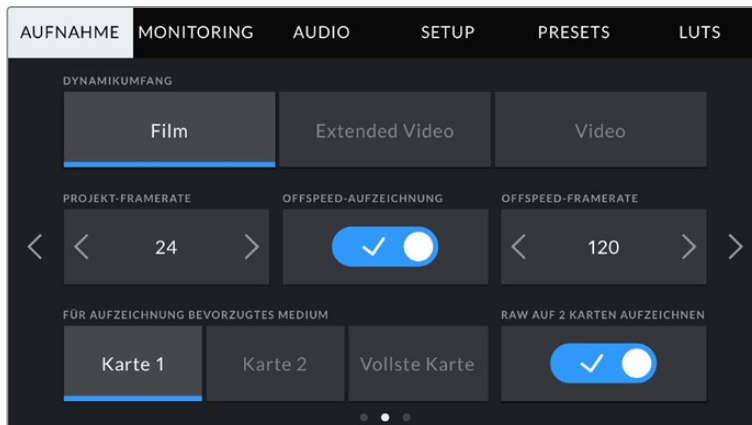 AUFNAHME MONITORING AUDIO SETUP PRESETS LUTS
DYNAMIKUMFANG
Film Extended Video Video
PROJEKT-FRAMERATE OFFSPEED-AUFZEICHNUNG OFFSPEED-FRAMERATE
24 120
FÜR AUFZEICHNUNG BEVORZUGTES MEDIUM RAW AUF 2 KARTEN AUFZEICHNEN
Karte 1 Karte 2 Vollste Karte